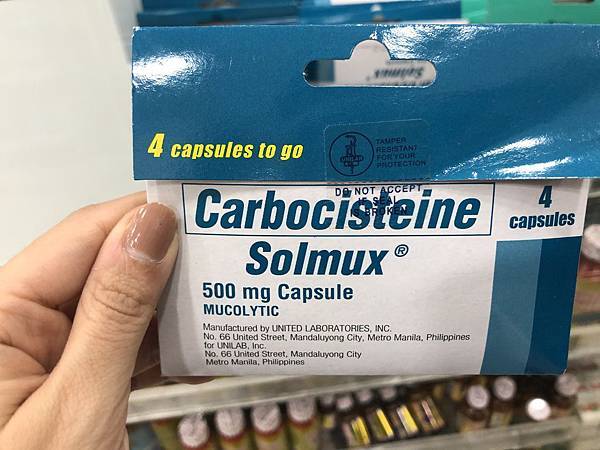 4 capsules to go
UNILAB
TAMPER
RESISTANT
FOR YOUR
PROTECTION
DO NOT ACCEPT
IF SEAL
IS BROKEN
Carbocisteine
4
capsules
Solmux®
500 mg Capsule
MUCOLYTIC
Manufactured by UNITED LABORATORIES, INC.
No. 66 United Street, Mandaluyong City, Metro Manila, Philippines
for UNILAB, Inc.
No. 66 United Street, Mandaluyong City
Metro Manila, Philippines